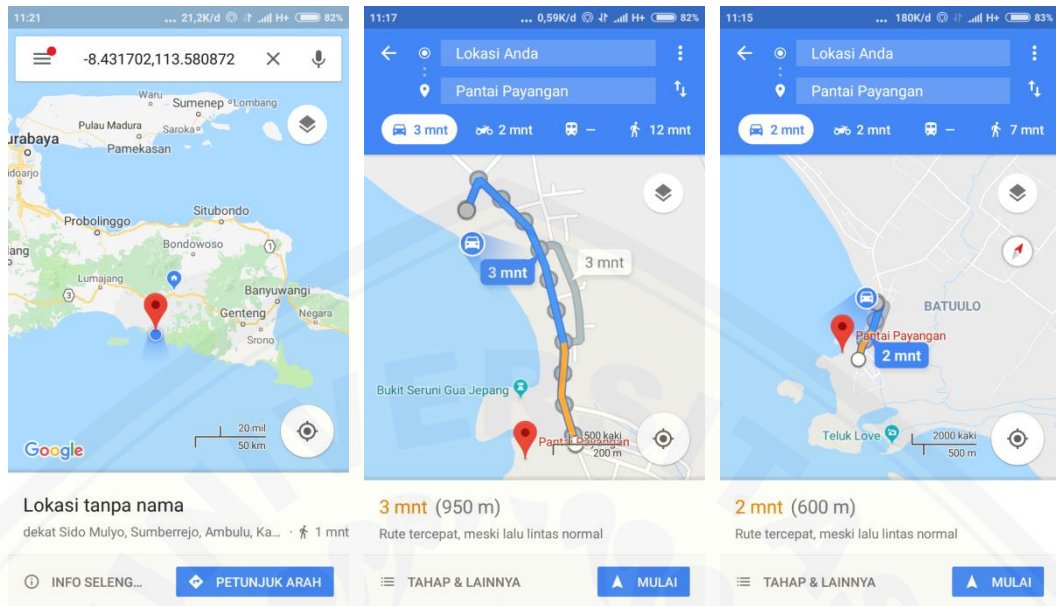 11:21
... 21,2K/d H+ 82%
-8.431702,113.580872
Waru
Sumenep Lombang
Pulau Madura
Saroka
urabaya
Pamekasan
idoarjo
Situbondo
Probolinggo
Bondowoso
1
lang
Lumajang
3
Banyuwangi
Genteng
Negara
Srono
20 mil
50 km
Google
Lokasi tanpa nama
dekat Sido Mulyo, Sumberrejo, Ambulu, Ka... · 1 mnt
INFO SELENG...
PETUNJUK ARAH
11:17
... 0,59K/d H+ 82%
Lokasi Anda
Pantai Payangan
3 mnt 2 mnt – 12 mnt
3 mnt
3 mnt
Bukit Seruni Gua Jepang
Pantai Payangan
500 kaki
200 m
3 mnt (950 m)
Rute tercepat, meski lalu lintas normal
TAHAP & LAINNYA
MULAI
11:15
... 180K/d H+ 83%
Lokasi Anda
Pantai Payangan
2 mnt 2 mnt – 7 mnt
BATUULO
Pantai Payangan
2 mnt
Teluk Love
2000 kaki
500 m
2 mnt (600 m)
Rute tercepat, meski lalu lintas normal
TAHAP & LAINNYA
MULAI